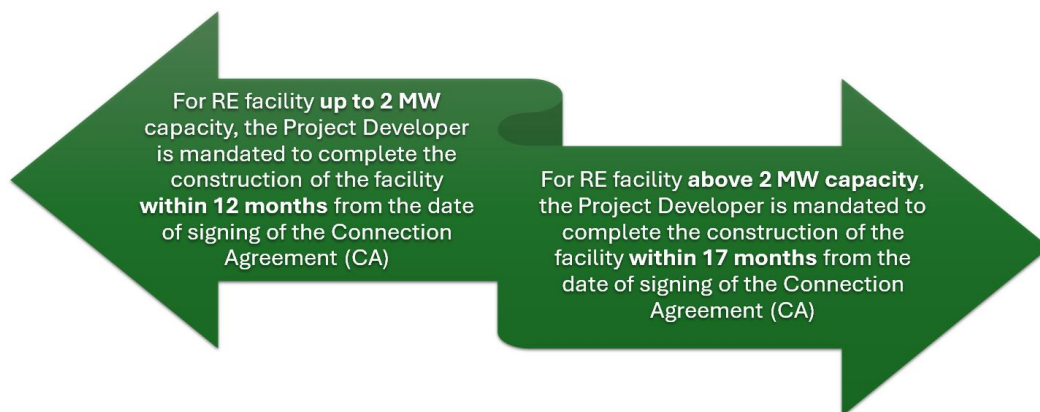 For RE facility up to 2 MW
capacity, the Project Developer
is mandated to complete the
construction of the facility
within 12 months from the date
of signing of the Connection
Agreement (CA)
For RE facility above 2 MW capacity,
the Project Developer is mandated to
complete the construction of the
facility within 17 months from the
date of signing of the Connection
Agreement (CA)